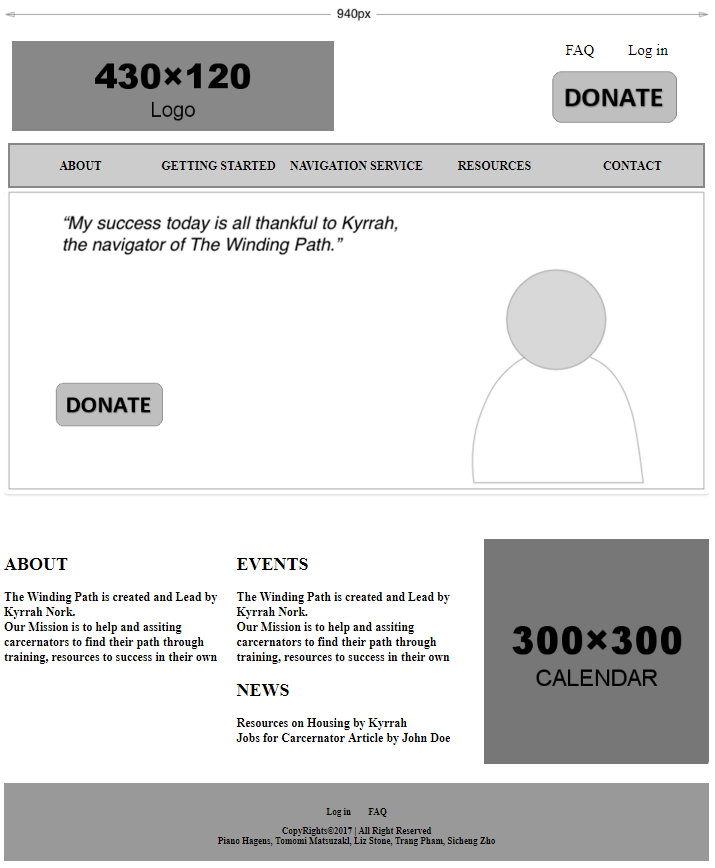 940px
430×120
Logo
FAQ Log in
DONATE
ABOUT GETTING STARTED NAVIGATION SERVICE RESOURCES CONTACT
“My success today is all thankful to Kyrrah,
the navigator of The Winding Path.”
DONATE
ABOUT
The Winding Path is created and Lead by
Kyrrah Nork.
Our Mission is to help and assiting
carcernators to find their path through
training, resources to success in their own
EVENTS
The Winding Path is created and Lead by
Kyrrah Nork.
Our Mission is to help and assiting
carcernators to find their path through
training, resources to success in their own
NEWS
Resources on Housing by Kyrrah
Jobs for Carcernator Article by John Doe
300×300
CALENDAR
Log in FAQ
CopyRights©2017 | All Right Reserved
Piano Hagens, Tomomi Matsuzakl, Liz Stone, Trang Pham, Sicheng Zho